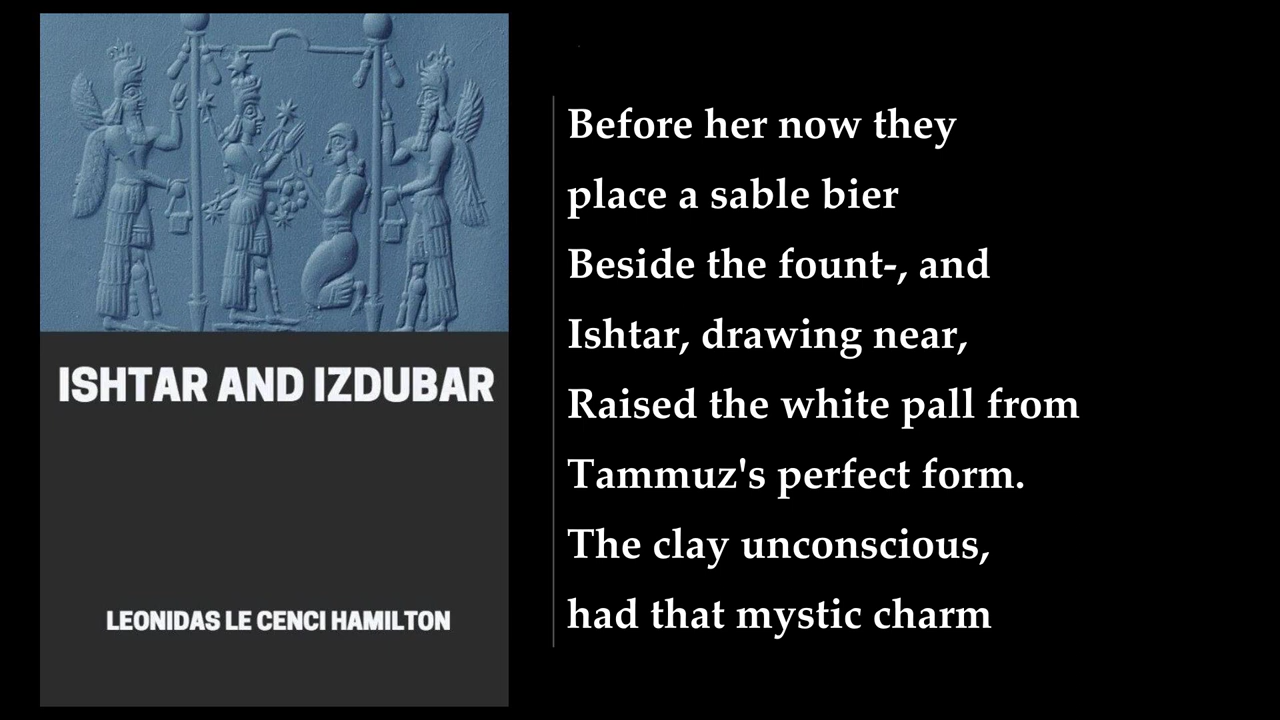 ISHTAR AND IZDUBAR
LEONIDAS LE CENCI HAMILTON
Before her now they
place a sable bier
Beside the fount-, and
Ishtar, drawing near,
Raised the white pall from
Tammuz's perfect form.
The clay unconscious,
had that mystic charm